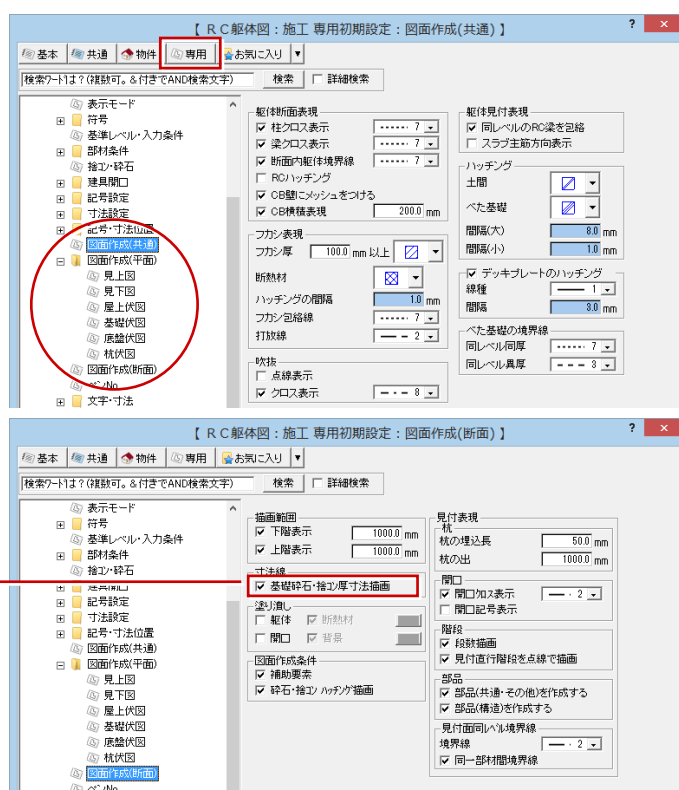 【 ＲＣ躯体図：施工 専用初期設定：図面作成(共通) 】
? ×
基本 共通 物件 専用 お気に入り ▼
検索ワードは？(複数可。＆付きでAND検索文字) 検索 詳細検索
表示モード
符号
基準レベル・入力条件
部材条件
捨コン・砕石
建具開口
記号設定
寸法設定
記号・寸法位置
図面作成(共通)
図面作成(平面)
見上図
見下図
屋上伏図
基礎伏図
底盤伏図
杭伏図
図面作成(断面)
ペンNo.
文字・寸法
躯体断面表現
柱クロス表示 7
梁クロス表示 7
断面内躯体境界線 7
RCハッチング
CB壁にメッシュをつける
CB横積表現 200.0 mm
フカシ表現
フカシ厚 100.0 mm 以上
断熱材
ハッチングの間隔 1.0 mm
フカシ包絡線 7
打放線 2
吹抜
点線表示
クロス表示 8
躯体見付表現
同レベルのRC梁を包絡
スラブ主筋方向表示
ハッチング
土間
べた基礎
間隔(大) 8.0 mm
間隔(小) 1.0 mm
デッキプレートのハッチング
線種 1
間隔 3.0 mm
べた基礎の境界線
同レベル同厚 7
同レベル異厚 3
【 ＲＣ躯体図：施工 専用初期設定：図面作成(断面) 】
? ×
基本 共通 物件 専用 お気に入り ▼
検索ワードは？(複数可。＆付きでAND検索文字) 検索 詳細検索
表示モード
符号
基準レベル・入力条件
部材条件
捨コン・砕石
建具開口
記号設定
寸法設定
記号・寸法位置
図面作成(共通)
図面作成(平面)
見上図
見下図
屋上伏図
基礎伏図
底盤伏図
杭伏図
図面作成(断面)
ペンNo.
描画範囲
下階表示 1000.0 mm
上階表示 1000.0 mm
寸法線
基礎砕石・捨コン厚寸法描画
塗り潰し
躯体 断熱材
開口 背景
図面作成条件
補助要素
砕石・捨コン ハッチング描画
見付表現
杭
杭の埋込長 50.0 mm
杭の出 1000.0 mm
開口
開口クロス表示 2
開口記号表示
階段
段数描画
見付直行階段を点線で描画
部品
部品(共通・その他)を作成する
部品(構造)を作成する
見付面同レベル境界線
境界線 2
同一部材間境界線